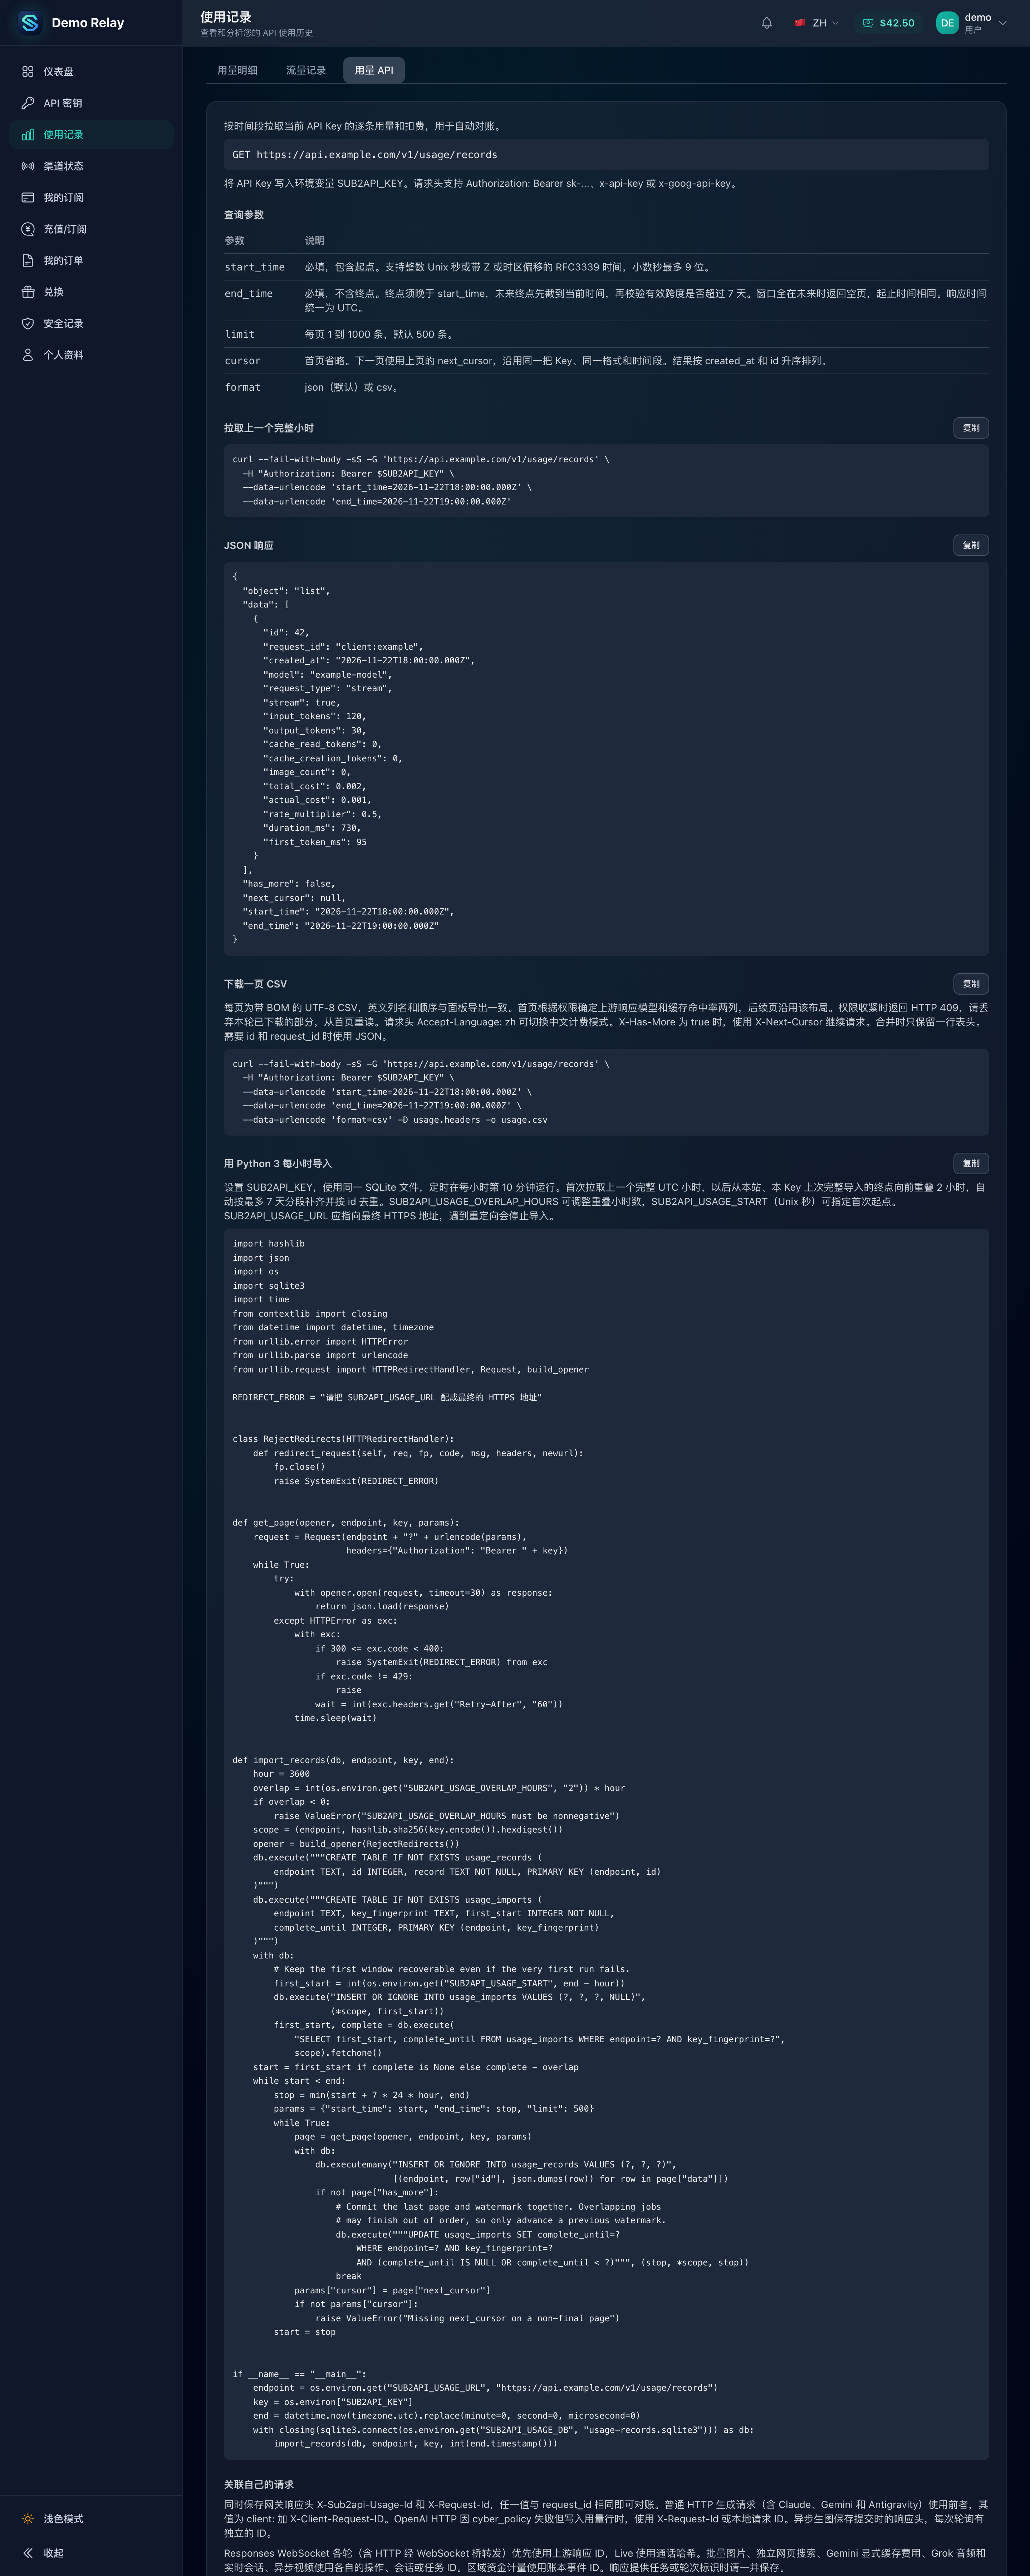 Demo Relay
仪表盘
API 密钥
使用记录
渠道状态
我的订阅
充值/订阅
我的订单
兑换
安全记录
个人资料
浅色模式
收起
使用记录
查看和分析您的 API 使用历史
ZH
$42.50
DE
demo
用户
用量明细
流量记录
用量 API
按时间段拉取当前 API Key 的逐条用量和扣费，用于自动对账。
GET https://api.example.com/v1/usage/records
将 API Key 写入环境变量 SUB2API_KEY。请求头支持 Authorization: Bearer sk-...、x-api-key 或 x-goog-api-key。
查询参数
参数 说明
start_time 必填，包含起点。支持整数 Unix 秒或带 Z 或时区偏移的 RFC3339 时间，小数秒最多 9 位。
end_time 必填，不含终点。终点须晚于 start_time，未来终点先截到当前时间，再校验有效跨度是否超过 7 天。窗口全在未来时返回空页，起止时间相同。响应时间
统一为 UTC。
limit 每页 1 到 1000 条，默认 500 条。
cursor 首页省略。下一页使用上页的 next_cursor，沿用同一把 Key、同一格式和时间段。结果按 created_at 和 id 升序排列。
format json（默认）或 csv。
拉取上一个完整小时
复制
curl --fail-with-body -sS -G 'https://api.example.com/v1/usage/records' \
  -H "Authorization: Bearer $SUB2API_KEY" \
  --data-urlencode 'start_time=2026-11-22T18:00:00.000Z' \
  --data-urlencode 'end_time=2026-11-22T19:00:00.000Z'
JSON 响应
复制
{
  "object": "list",
  "data": [
    {
      "id": 42,
      "request_id": "client:example",
      "created_at": "2026-11-22T18:00:00.000Z",
      "model": "example-model",
      "request_type": "stream",
      "stream": true,
      "input_tokens": 120,
      "output_tokens": 30,
      "cache_read_tokens": 0,
      "cache_creation_tokens": 0,
      "image_count": 0,
      "total_cost": 0.002,
      "actual_cost": 0.001,
      "rate_multiplier": 0.5,
      "duration_ms": 730,
      "first_token_ms": 95
    }
  ],
  "has_more": false,
  "next_cursor": null,
  "start_time": "2026-11-22T18:00:00.000Z",
  "end_time": "2026-11-22T19:00:00.000Z"
}
下载一页 CSV
复制
每页为带 BOM 的 UTF-8 CSV，英文列名和顺序与面板导出一致。首页根据权限确定上游响应模型和缓存命中率两列，后续页沿用该布局。权限收紧时返回 HTTP 409，请丢
弃本轮已下载的部分，从首页重读。请求头 Accept-Language: zh 可切换中文计费模式。X-Has-More 为 true 时，使用 X-Next-Cursor 继续请求。合并时只保留一行表头。
需要 id 和 request_id 时使用 JSON。
curl --fail-with-body -sS -G 'https://api.example.com/v1/usage/records' \
  -H "Authorization: Bearer $SUB2API_KEY" \
  --data-urlencode 'start_time=2026-11-22T18:00:00.000Z' \
  --data-urlencode 'end_time=2026-11-22T19:00:00.000Z' \
  --data-urlencode 'format=csv' -D usage.headers -o usage.csv
用 Python 3 每小时导入
复制
设置 SUB2API_KEY，使用同一 SQLite 文件，定时在每小时第 10 分钟运行。首次拉取上一个完整 UTC 小时，以后从本站、本 Key 上次完整导入的终点向前重叠 2 小时，自
动按最多 7 天分段补齐并按 id 去重。SUB2API_USAGE_OVERLAP_HOURS 可调整重叠小时数，SUB2API_USAGE_START（Unix 秒）可指定首次起点。
SUB2API_USAGE_URL 应指向最终 HTTPS 地址，遇到重定向会停止导入。
import hashlib
import json
import os
import sqlite3
import time
from contextlib import closing
from datetime import datetime, timezone
from urllib.error import HTTPError
from urllib.parse import urlencode
from urllib.request import HTTPRedirectHandler, Request, build_opener
REDIRECT_ERROR = "请把 SUB2API_USAGE_URL 配成最终的 HTTPS 地址"
class RejectRedirects(HTTPRedirectHandler):
    def redirect_request(self, req, fp, code, msg, headers, newurl):
        fp.close()
        raise SystemExit(REDIRECT_ERROR)
def get_page(opener, endpoint, key, params):
    request = Request(endpoint + "?" + urlencode(params),
                      headers={"Authorization": "Bearer " + key})
    while True:
        try:
            with opener.open(request, timeout=30) as response:
                return json.load(response)
        except HTTPError as exc:
            with exc:
                if 300 <= exc.code < 400:
                    raise SystemExit(REDIRECT_ERROR) from exc
                if exc.code != 429:
                    raise
                wait = int(exc.headers.get("Retry-After", "60"))
            time.sleep(wait)
def import_records(db, endpoint, key, end):
    hour = 3600
    overlap = int(os.environ.get("SUB2API_USAGE_OVERLAP_HOURS", "2")) * hour
    if overlap < 0:
        raise ValueError("SUB2API_USAGE_OVERLAP_HOURS must be nonnegative")
    scope = (endpoint, hashlib.sha256(key.encode()).hexdigest())
    opener = build_opener(RejectRedirects())
    db.execute("""CREATE TABLE IF NOT EXISTS usage_records (
        endpoint TEXT, id INTEGER, record TEXT NOT NULL, PRIMARY KEY (endpoint, id)
    )""")
    db.execute("""CREATE TABLE IF NOT EXISTS usage_imports (
        endpoint TEXT, key_fingerprint TEXT, first_start INTEGER NOT NULL,
        complete_until INTEGER, PRIMARY KEY (endpoint, key_fingerprint)
    )""")
    with db:
        # Keep the first window recoverable even if the very first run fails.
        first_start = int(os.environ.get("SUB2API_USAGE_START", end - hour))
        db.execute("INSERT OR IGNORE INTO usage_imports VALUES (?, ?, ?, NULL)",
                   (*scope, first_start))
        first_start, complete = db.execute(
            "SELECT first_start, complete_until FROM usage_imports WHERE endpoint=? AND key_fingerprint=?",
            scope).fetchone()
    start = first_start if complete is None else complete - overlap
    while start < end:
        stop = min(start + 7 * 24 * hour, end)
        params = {"start_time": start, "end_time": stop, "limit": 500}
        while True:
            page = get_page(opener, endpoint, key, params)
            with db:
                db.executemany("INSERT OR IGNORE INTO usage_records VALUES (?, ?, ?)",
                               [(endpoint, row["id"], json.dumps(row)) for row in page["data"]])
                if not page["has_more"]:
                    # Commit the last page and watermark together. Overlapping jobs
                    # may finish out of order, so only advance a previous watermark.
                    db.execute("""UPDATE usage_imports SET complete_until=?
                        WHERE endpoint=? AND key_fingerprint=?
                        AND (complete_until IS NULL OR complete_until < ?)""", (stop, *scope, stop))
                    break
            params["cursor"] = page["next_cursor"]
            if not params["cursor"]:
                raise ValueError("Missing next_cursor on a non-final page")
        start = stop
if __name__ == "__main__":
    endpoint = os.environ.get("SUB2API_USAGE_URL", "https://api.example.com/v1/usage/records")
    key = os.environ["SUB2API_KEY"]
    end = datetime.now(timezone.utc).replace(minute=0, second=0, microsecond=0)
    with closing(sqlite3.connect(os.environ.get("SUB2API_USAGE_DB", "usage-records.sqlite3"))) as db:
        import_records(db, endpoint, key, int(end.timestamp()))
关联自己的请求
同时保存网关响应头 X-Sub2api-Usage-Id 和 X-Request-Id，任一值与 request_id 相同即可对账。普通 HTTP 生成请求（含 Claude、Gemini 和 Antigravity）使用前者，其
值为 client: 加 X-Client-Request-ID。OpenAI HTTP 因 cyber_policy 失败但写入用量行时，使用 X-Request-Id 或本地请求 ID。异步生图保存提交时的响应头，每次轮询有
独立的 ID。
Responses WebSocket 各轮（含 HTTP 经 WebSocket 桥转发）优先使用上游响应 ID，Live 使用通话哈希。批量图片、独立网页搜索、Gemini 显式缓存费用、Grok 音频和
实时会话、异步视频使用各自的操作、会话或任务 ID。区域资金计量使用账本事件 ID。响应提供任务或轮次标识时请一并保存。